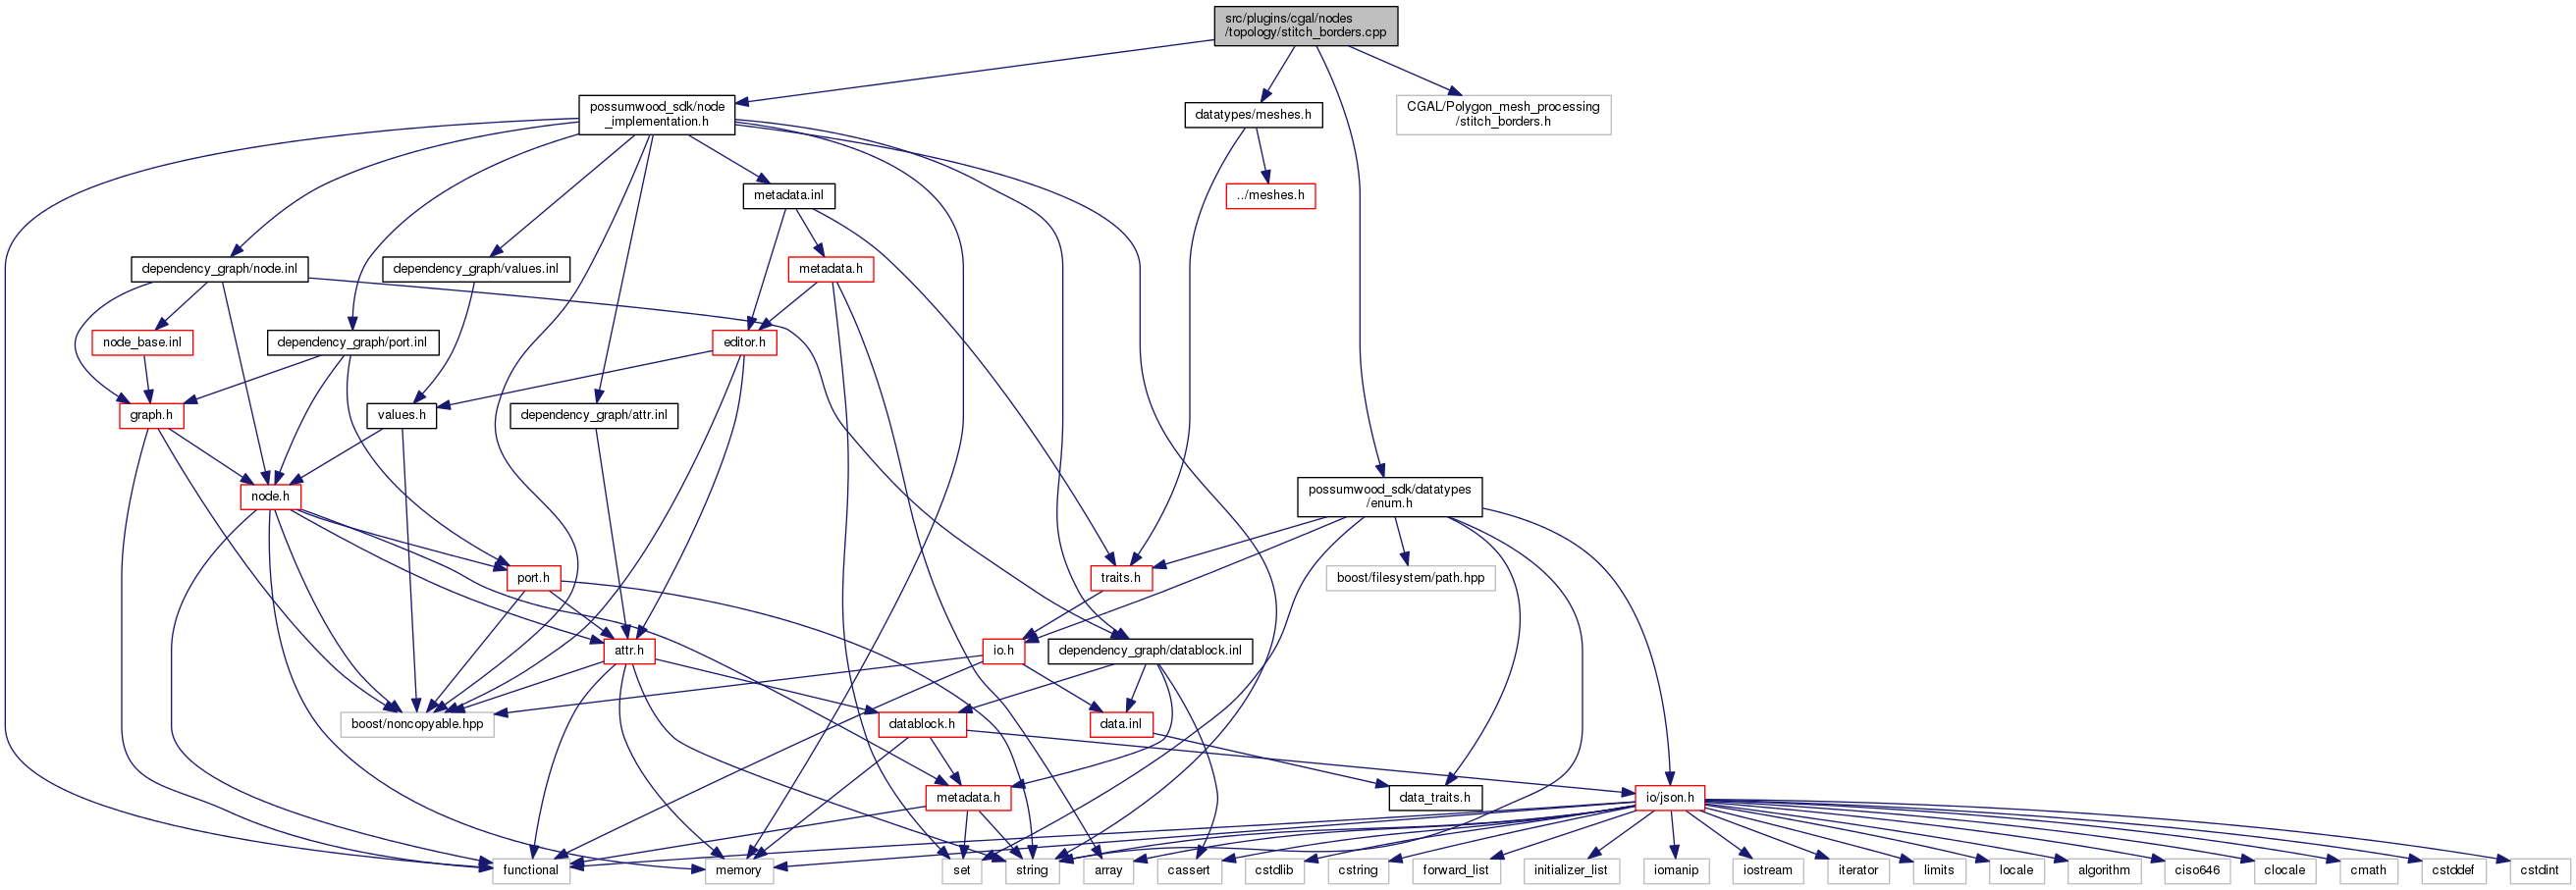 src/plugins/cgal/nodes
/topology/stitch_borders.cpp
possumwood_sdk/node
_implementation.h
datatypes/meshes.h
CGAL/Polygon_mesh_processing
/stitch_borders.h
metadata.inl
../meshes.h
dependency_graph/node.inl
dependency_graph/values.inl
metadata.h
node_base.inl
dependency_graph/port.inl
editor.h
graph.h
values.h
dependency_graph/attr.inl
node.h
possumwood_sdk/datatypes
/enum.h
port.h
traits.h
boost/filesystem/path.hpp
attr.h
io.h
dependency_graph/datablock.inl
boost/noncopyable.hpp
datablock.h
data.inl
metadata.h
data_traits.h
io/json.h
functional
memory
set
string
array
cassert
cstdlib
cstring
forward_list
initializer_list
iomanip
iostream
iterator
limits
locale
algorithm
ciso646
clocale
cmath
cstddef
cstdint